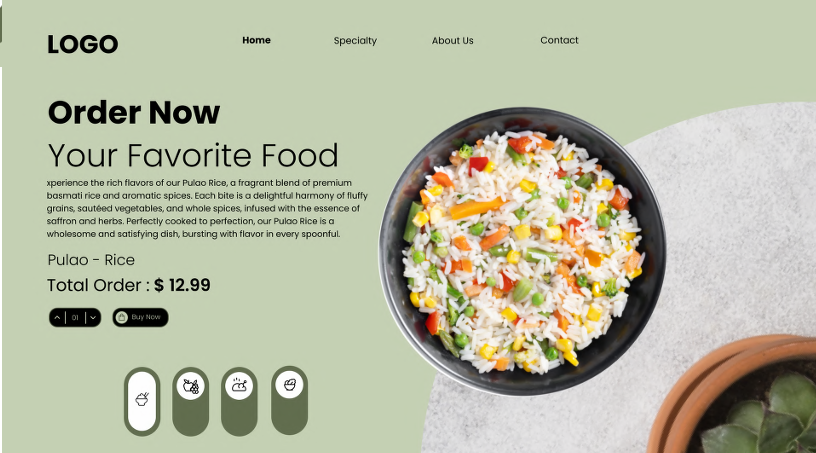 LOGO
Home
Specialty
About Us
Contact
Order Now
Your Favorite Food
xperience the rich flavors of our Pulao Rice, a fragrant blend of premium
basmati rice and aromatic spices. Each bite is a delightful harmony of fluffy
grains, sautéed vegetables, and whole spices, infused with the essence of
saffron and herbs. Perfectly cooked to perfection, our Pulao Rice is a
wholesome and satisfying dish, bursting with flavor in every spoonful.
Pulao - Rice
Total Order : $ 12.99
01
Buy Now